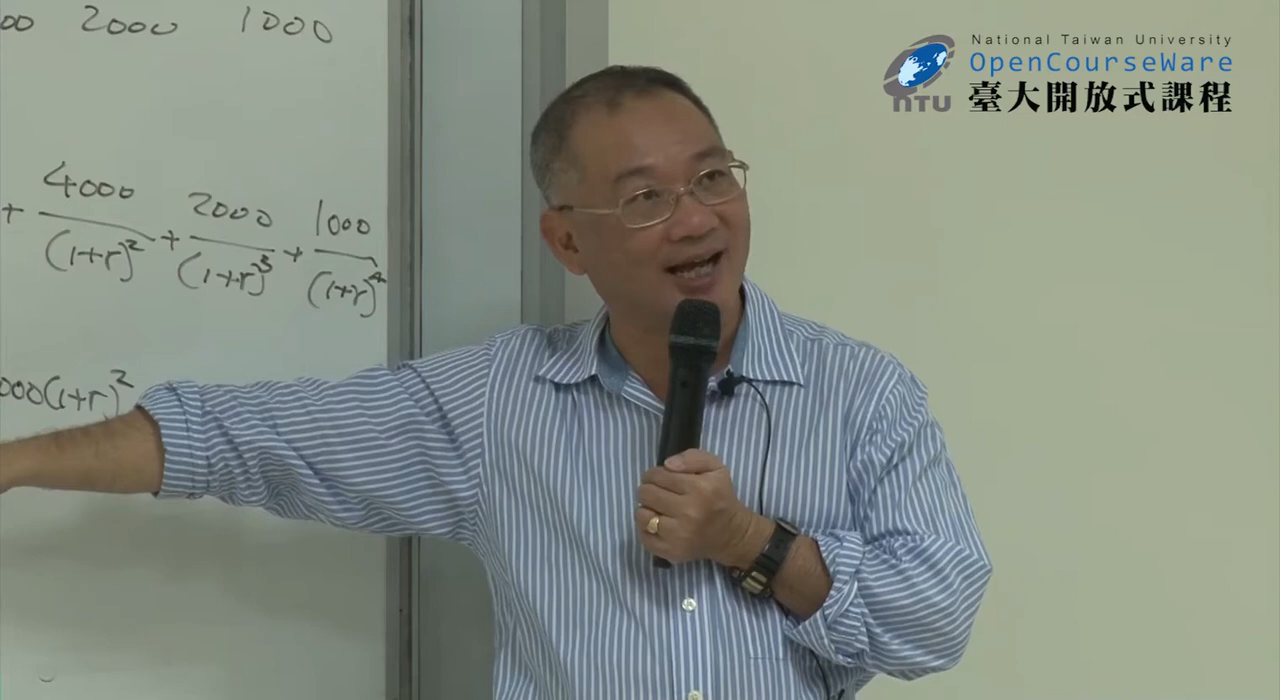 00 2000 1000
+ 4000/(1+r)^2 + 2000/(1+r)^3 + 1000/(1+r)^4
000(1+r)^2
National Taiwan University
OpenCourseWare
NTU 臺大開放式課程